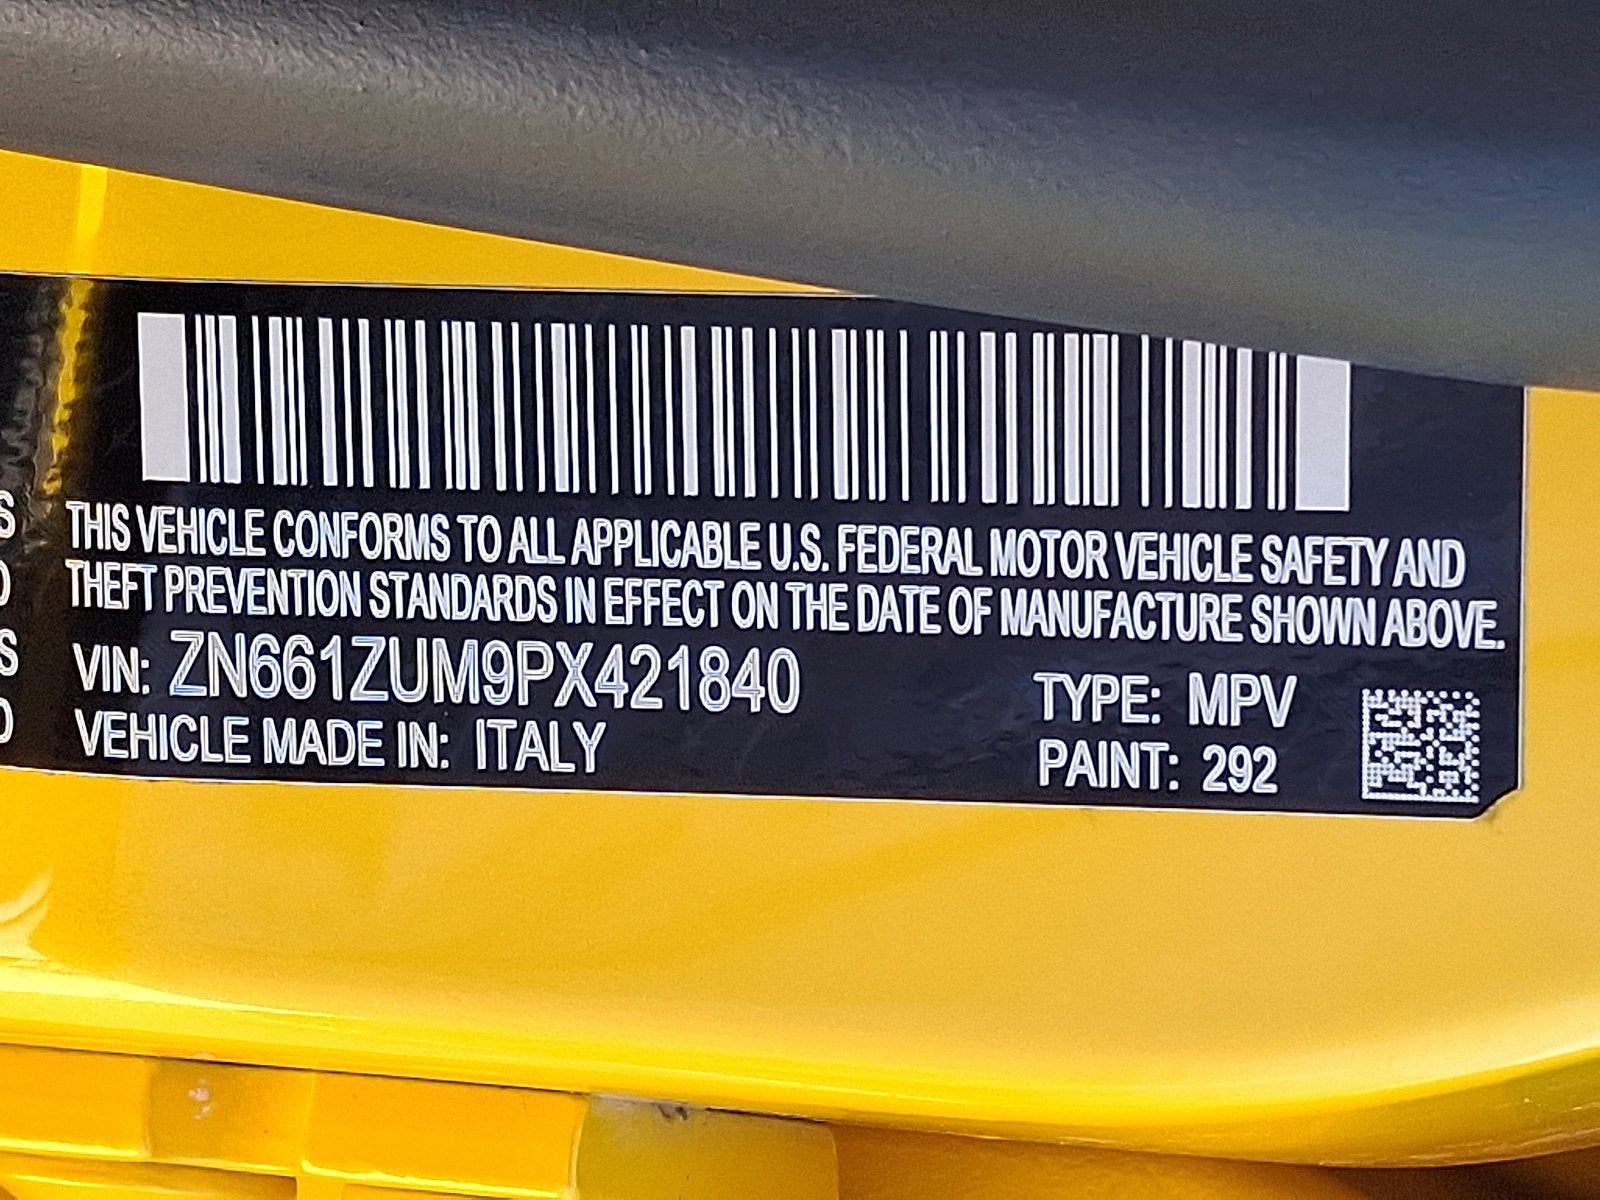 THIS VEHICLE CONFORMS TO ALL APPLICABLE U.S. FEDERAL MOTOR VEHICLE SAFETY AND
THEFT PREVENTION STANDARDS IN EFFECT ON THE DATE OF MANUFACTURE SHOWN ABOVE.
VIN: ZN661ZUM9PX421840
TYPE: MPV
VEHICLE MADE IN: ITALY
PAINT: 292